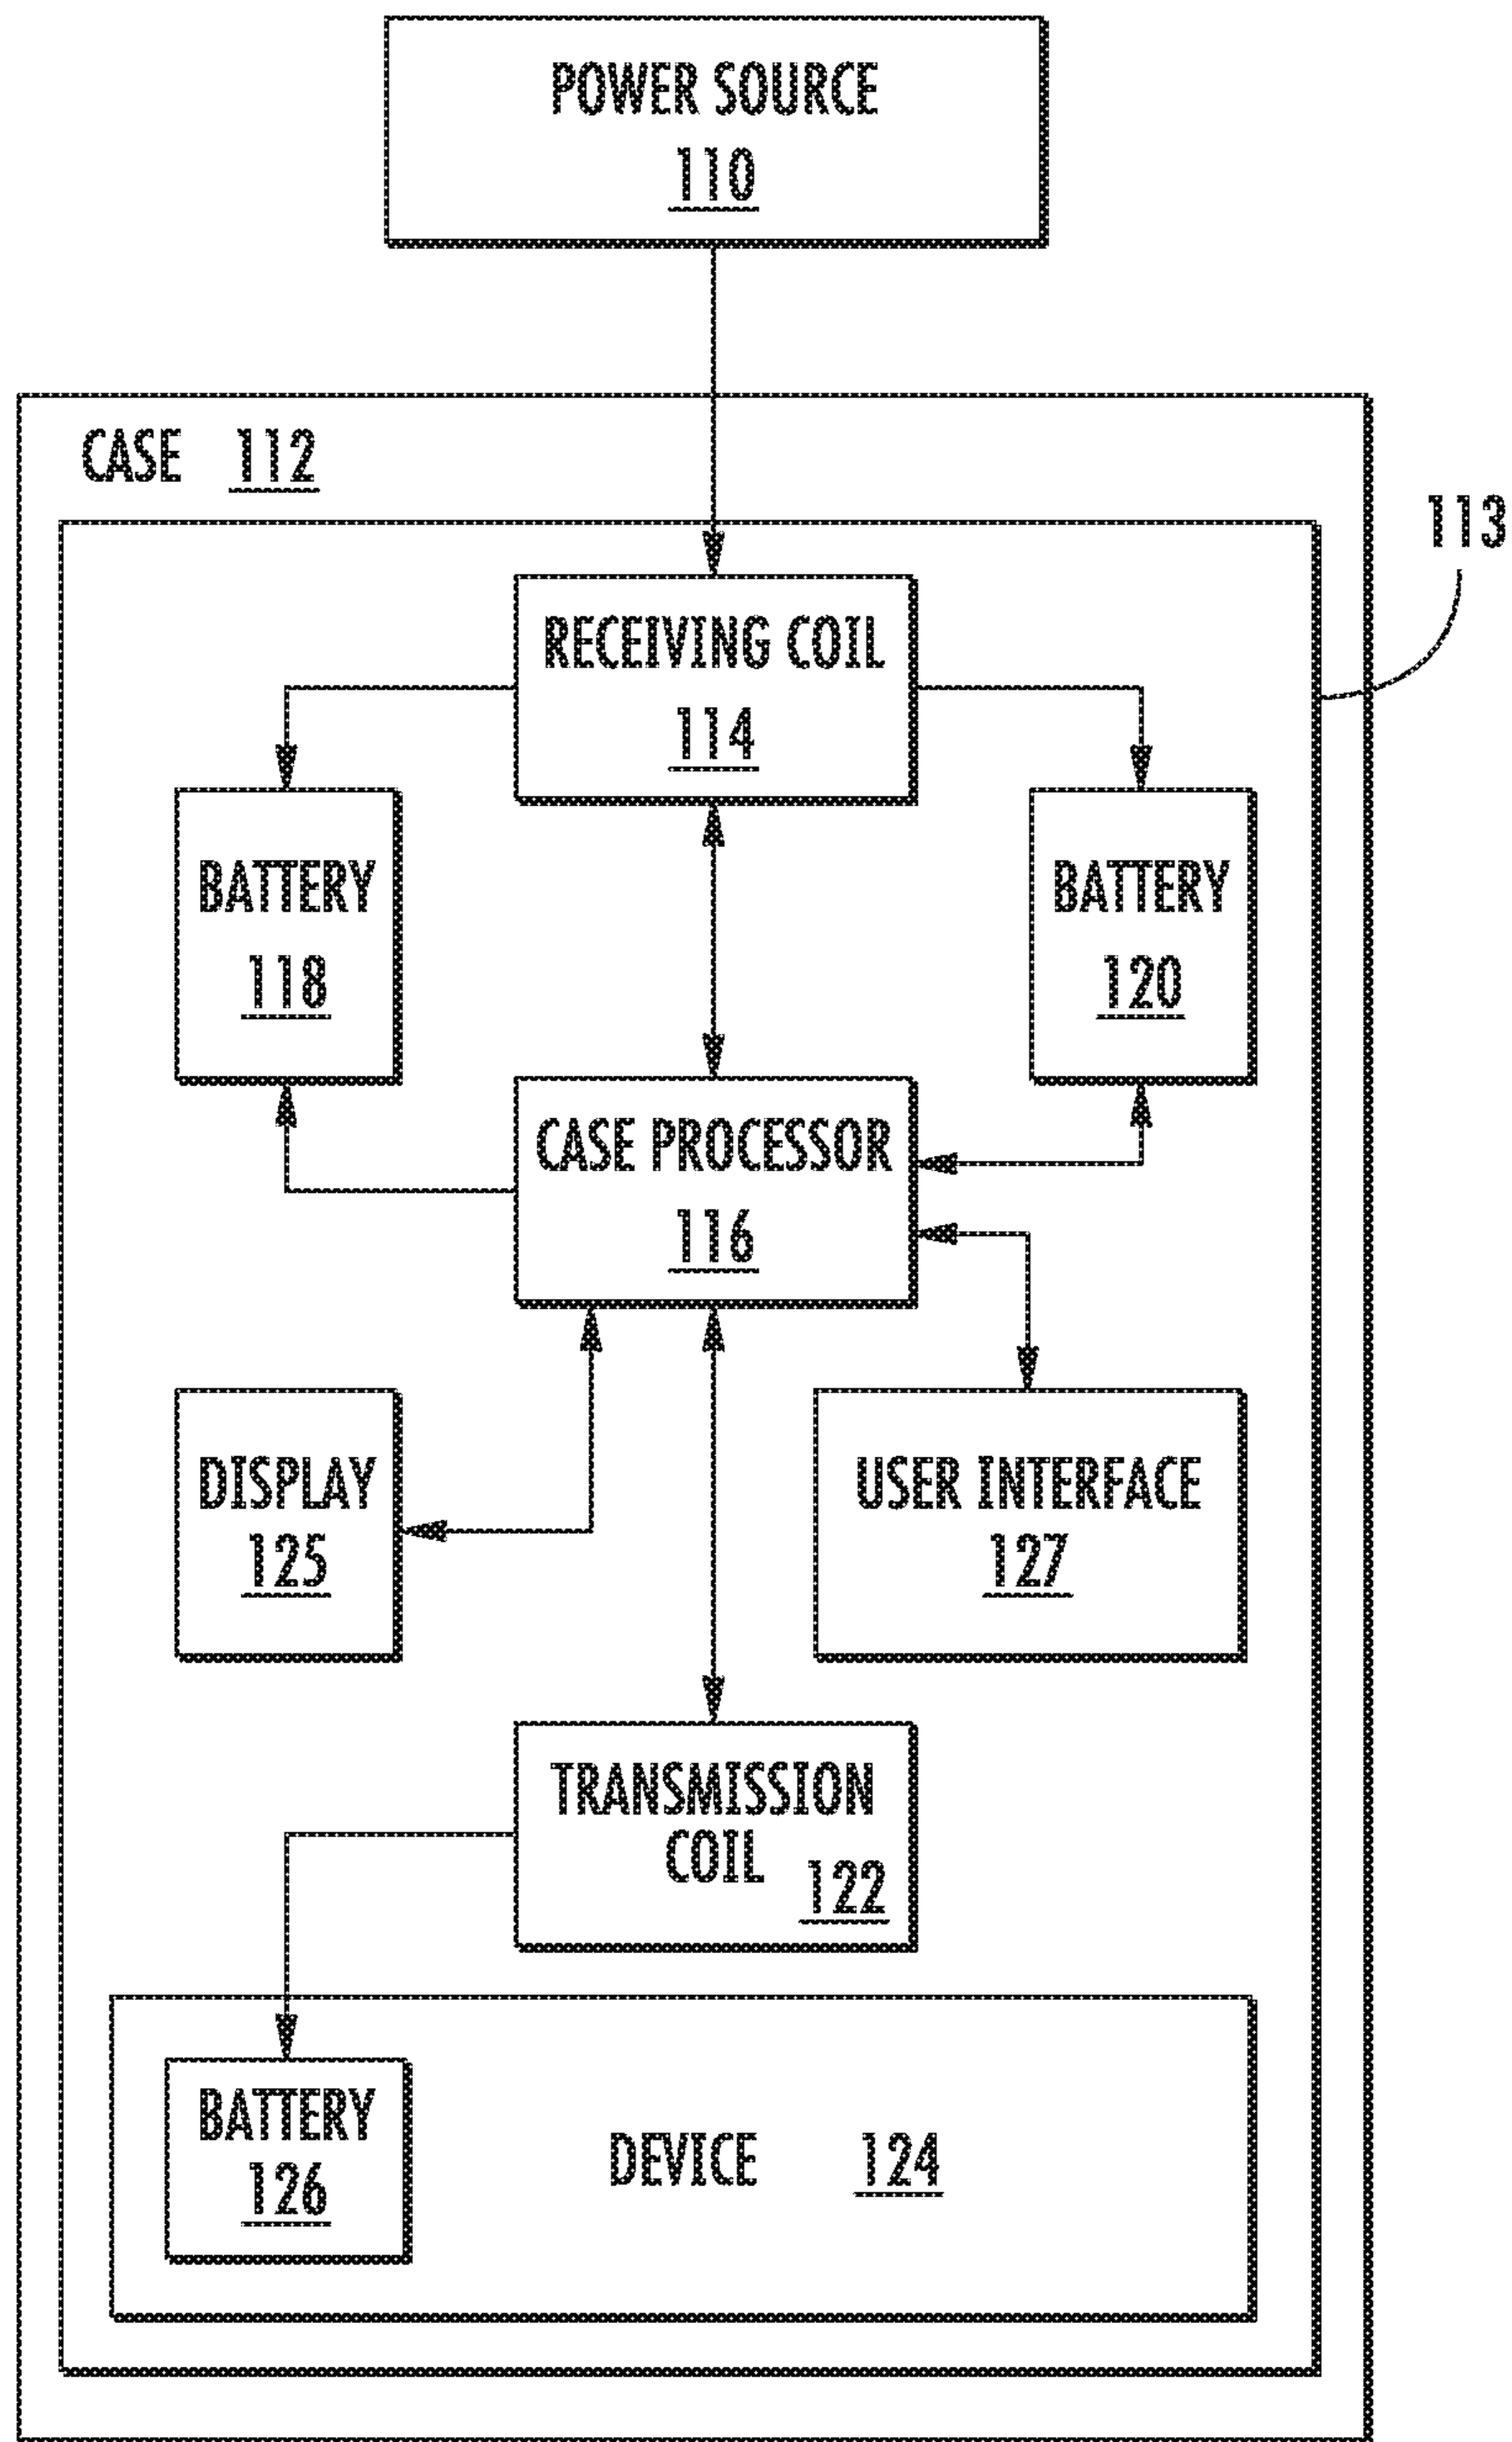 POWER SOURCE
110
CASE 112
113
RECEIVING COIL
114
BATTERY
118
BATTERY
120
CASE PROCESSOR
116
DISPLAY
125
USER INTERFACE
127
TRANSMISSION
COIL 122
BATTERY
126
DEVICE 124